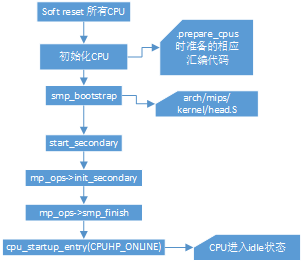 Soft reset 所有CPU
初始化CPU
.prepare_cpus
时准备的相应
汇编代码
smp_bootstrap
arch/mips/
kernel/head.S
start_secondary
mp_ops->init_secondary
mp_ops->smp_finish
cpu_startup_entry(CPUHP_ONLINE)
CPU进入idle状态